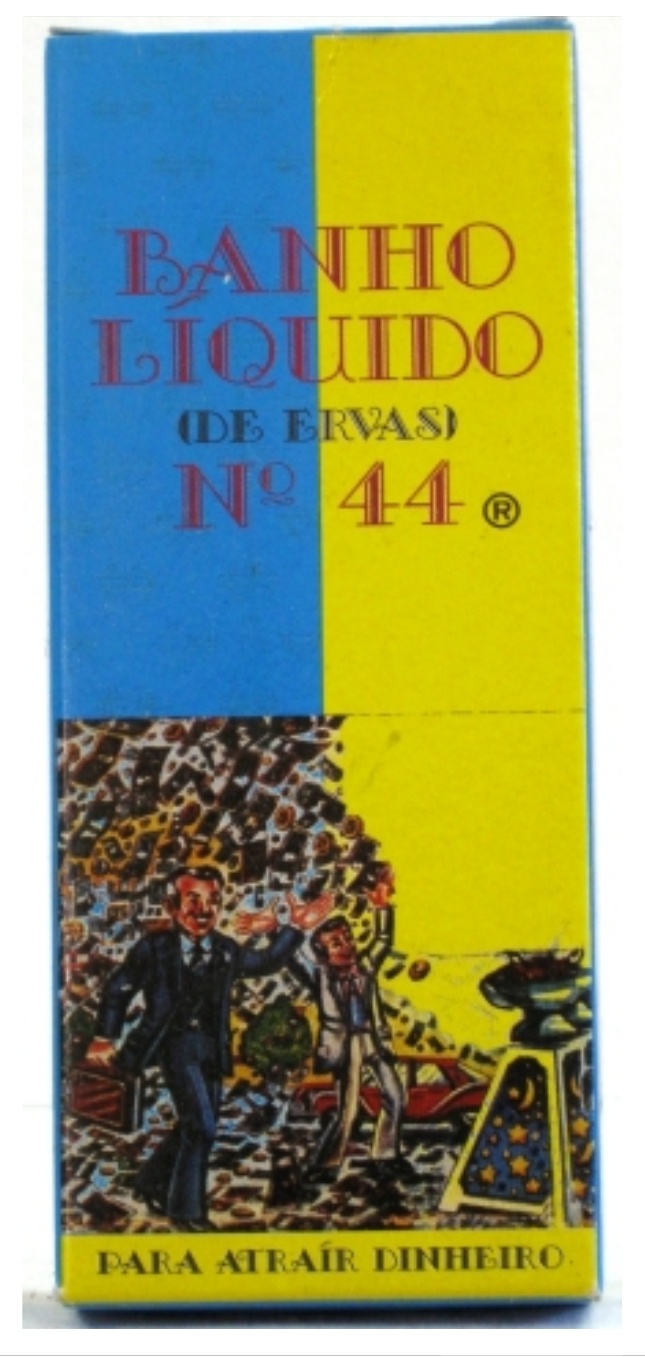 BANHO
LÍQUIDO
(DE ERVAS)
Nº 44 ®
PARA ATRAÍR DINHEIRO.